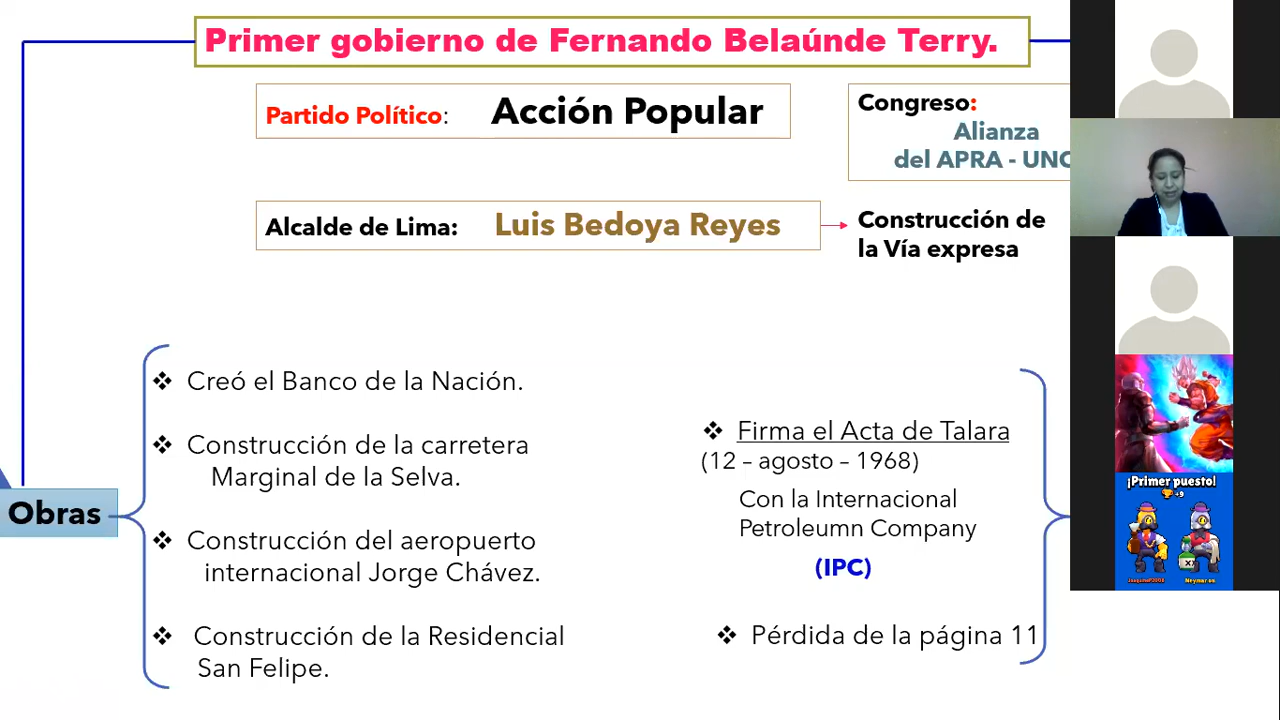 Primer gobierno de Fernando Belaúnde Terry.
Partido Político: Acción Popular
Congreso:
Alianza
del APRA - UNO
Alcalde de Lima: Luis Bedoya Reyes
Construcción de
la Vía expresa
Obras
❖ Creó el Banco de la Nación.
❖ Construcción de la carretera
Marginal de la Selva.
❖ Construcción del aeropuerto
internacional Jorge Chávez.
❖ Construcción de la Residencial
San Felipe.
❖ Firma el Acta de Talara
(12 – agosto – 1968)
Con la Internacional
Petroleumn Company
(IPC)
❖ Pérdida de la página 11
¡Primer puesto!
+9